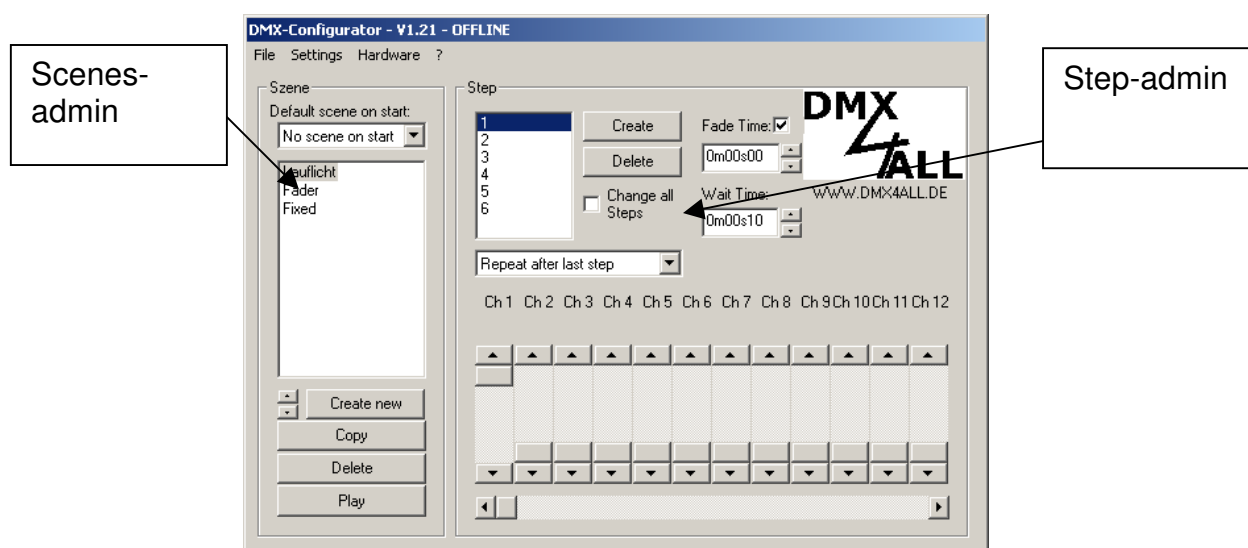 DMX-Configurator - V1.21 - OFFLINE
File Settings Hardware ?
Scenes-
admin
Step-admin
Szene
Default scene on start:
No scene on start
Lauflicht
Fader
Fixed
Create new
Copy
Delete
Play
Step
1
2
3
4
5
6
Create
Delete
Change all
Steps
Fade Time:
0m00s00
Wait Time:
0m00s10
DMX
4
ALL
WWW.DMX4ALL.DE
Repeat after last step
Ch 1 Ch 2 Ch 3 Ch 4 Ch 5 Ch 6 Ch 7 Ch 8 Ch 9 Ch 10 Ch 11 Ch 12